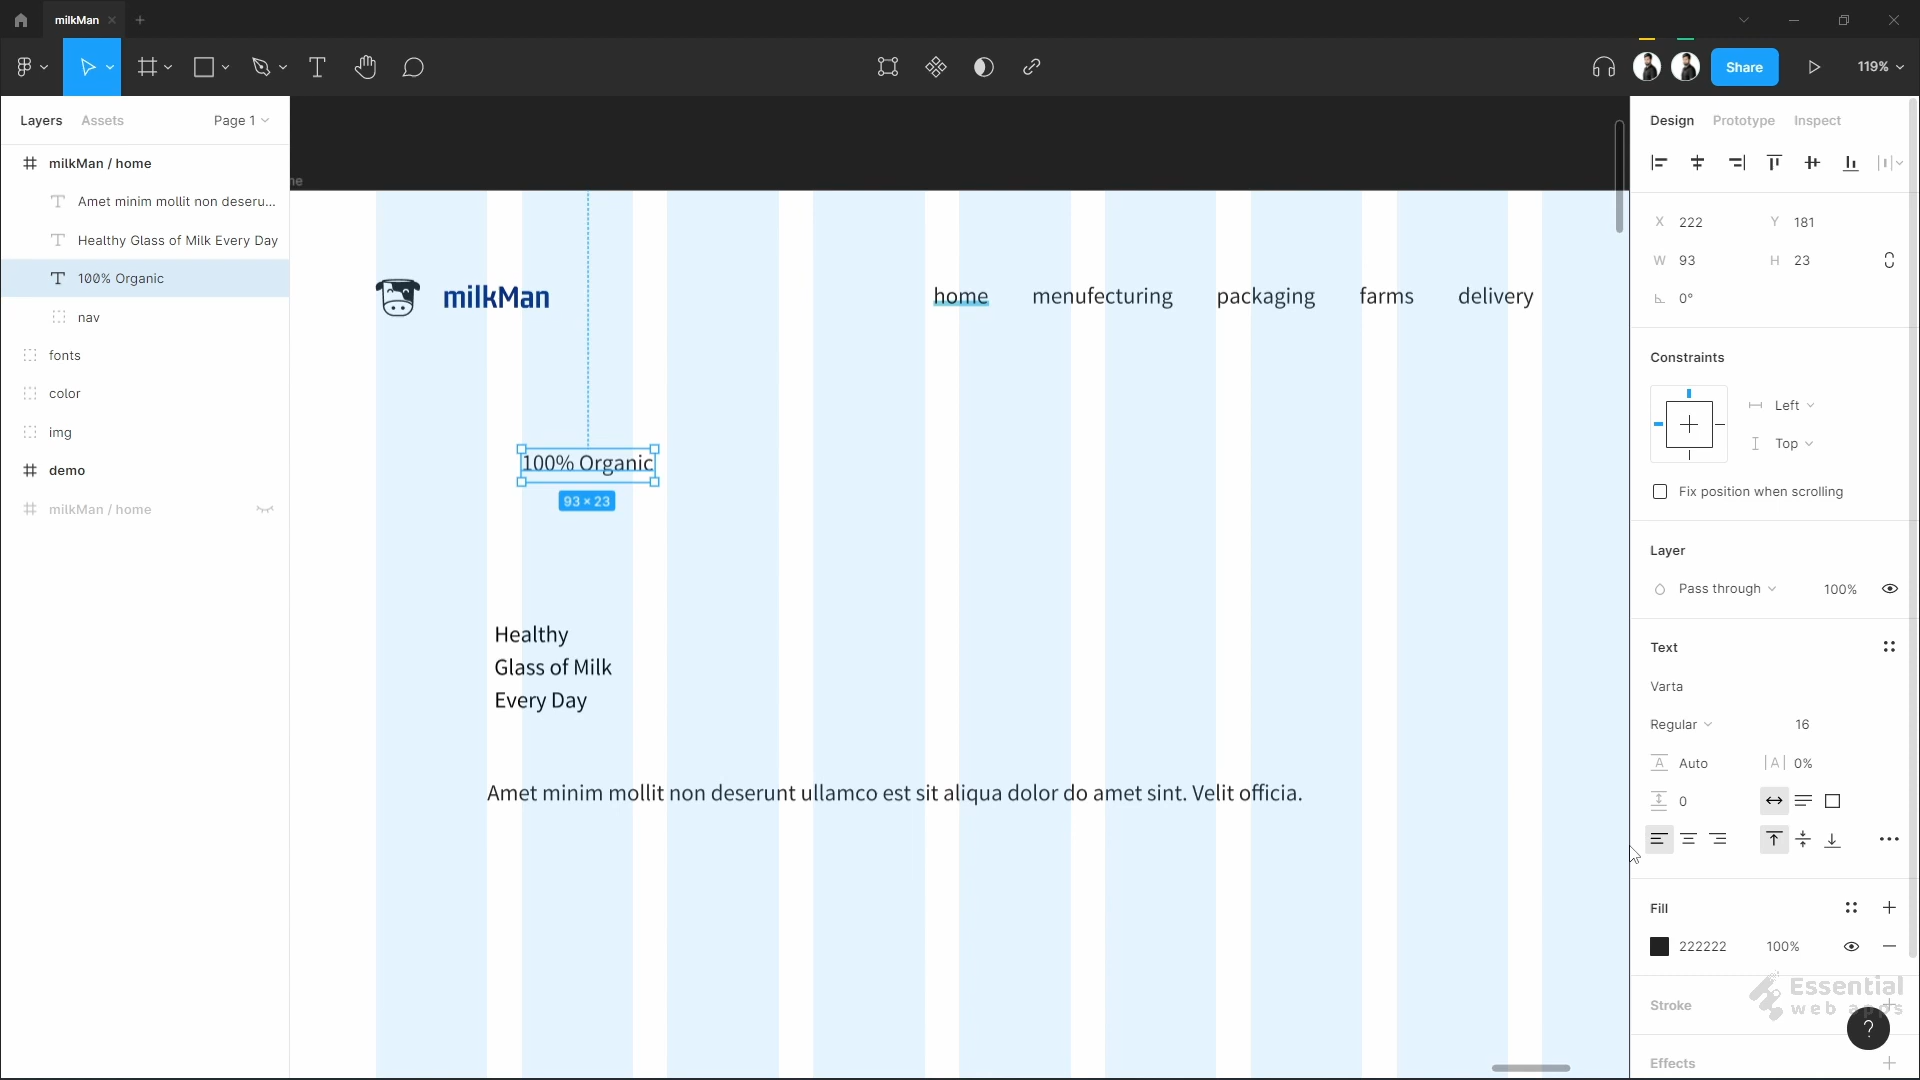 milkMan
Share
119%
Layers
Assets
Page 1
Design
Prototype
Inspect
milkMan / home
Amet minim mollit non deseru...
Healthy Glass of Milk Every Day
100% Organic
nav
fonts
color
img
demo
milkMan / home
me
milkMan
home
menufecturing
packaging
farms
delivery
100% Organic
93 × 23
Healthy
Glass of Milk
Every Day
Amet minim mollit non deserunt ullamco est sit aliqua dolor do amet sint. Velit officia.
X 222
Y 181
W 93
H 23
0°
Constraints
Left
Top
Fix position when scrolling
Layer
Pass through
100%
Text
Varta
Regular
16
Auto
0%
0
Fill
222222
100%
Stroke
Effects
Essential
web apps
?